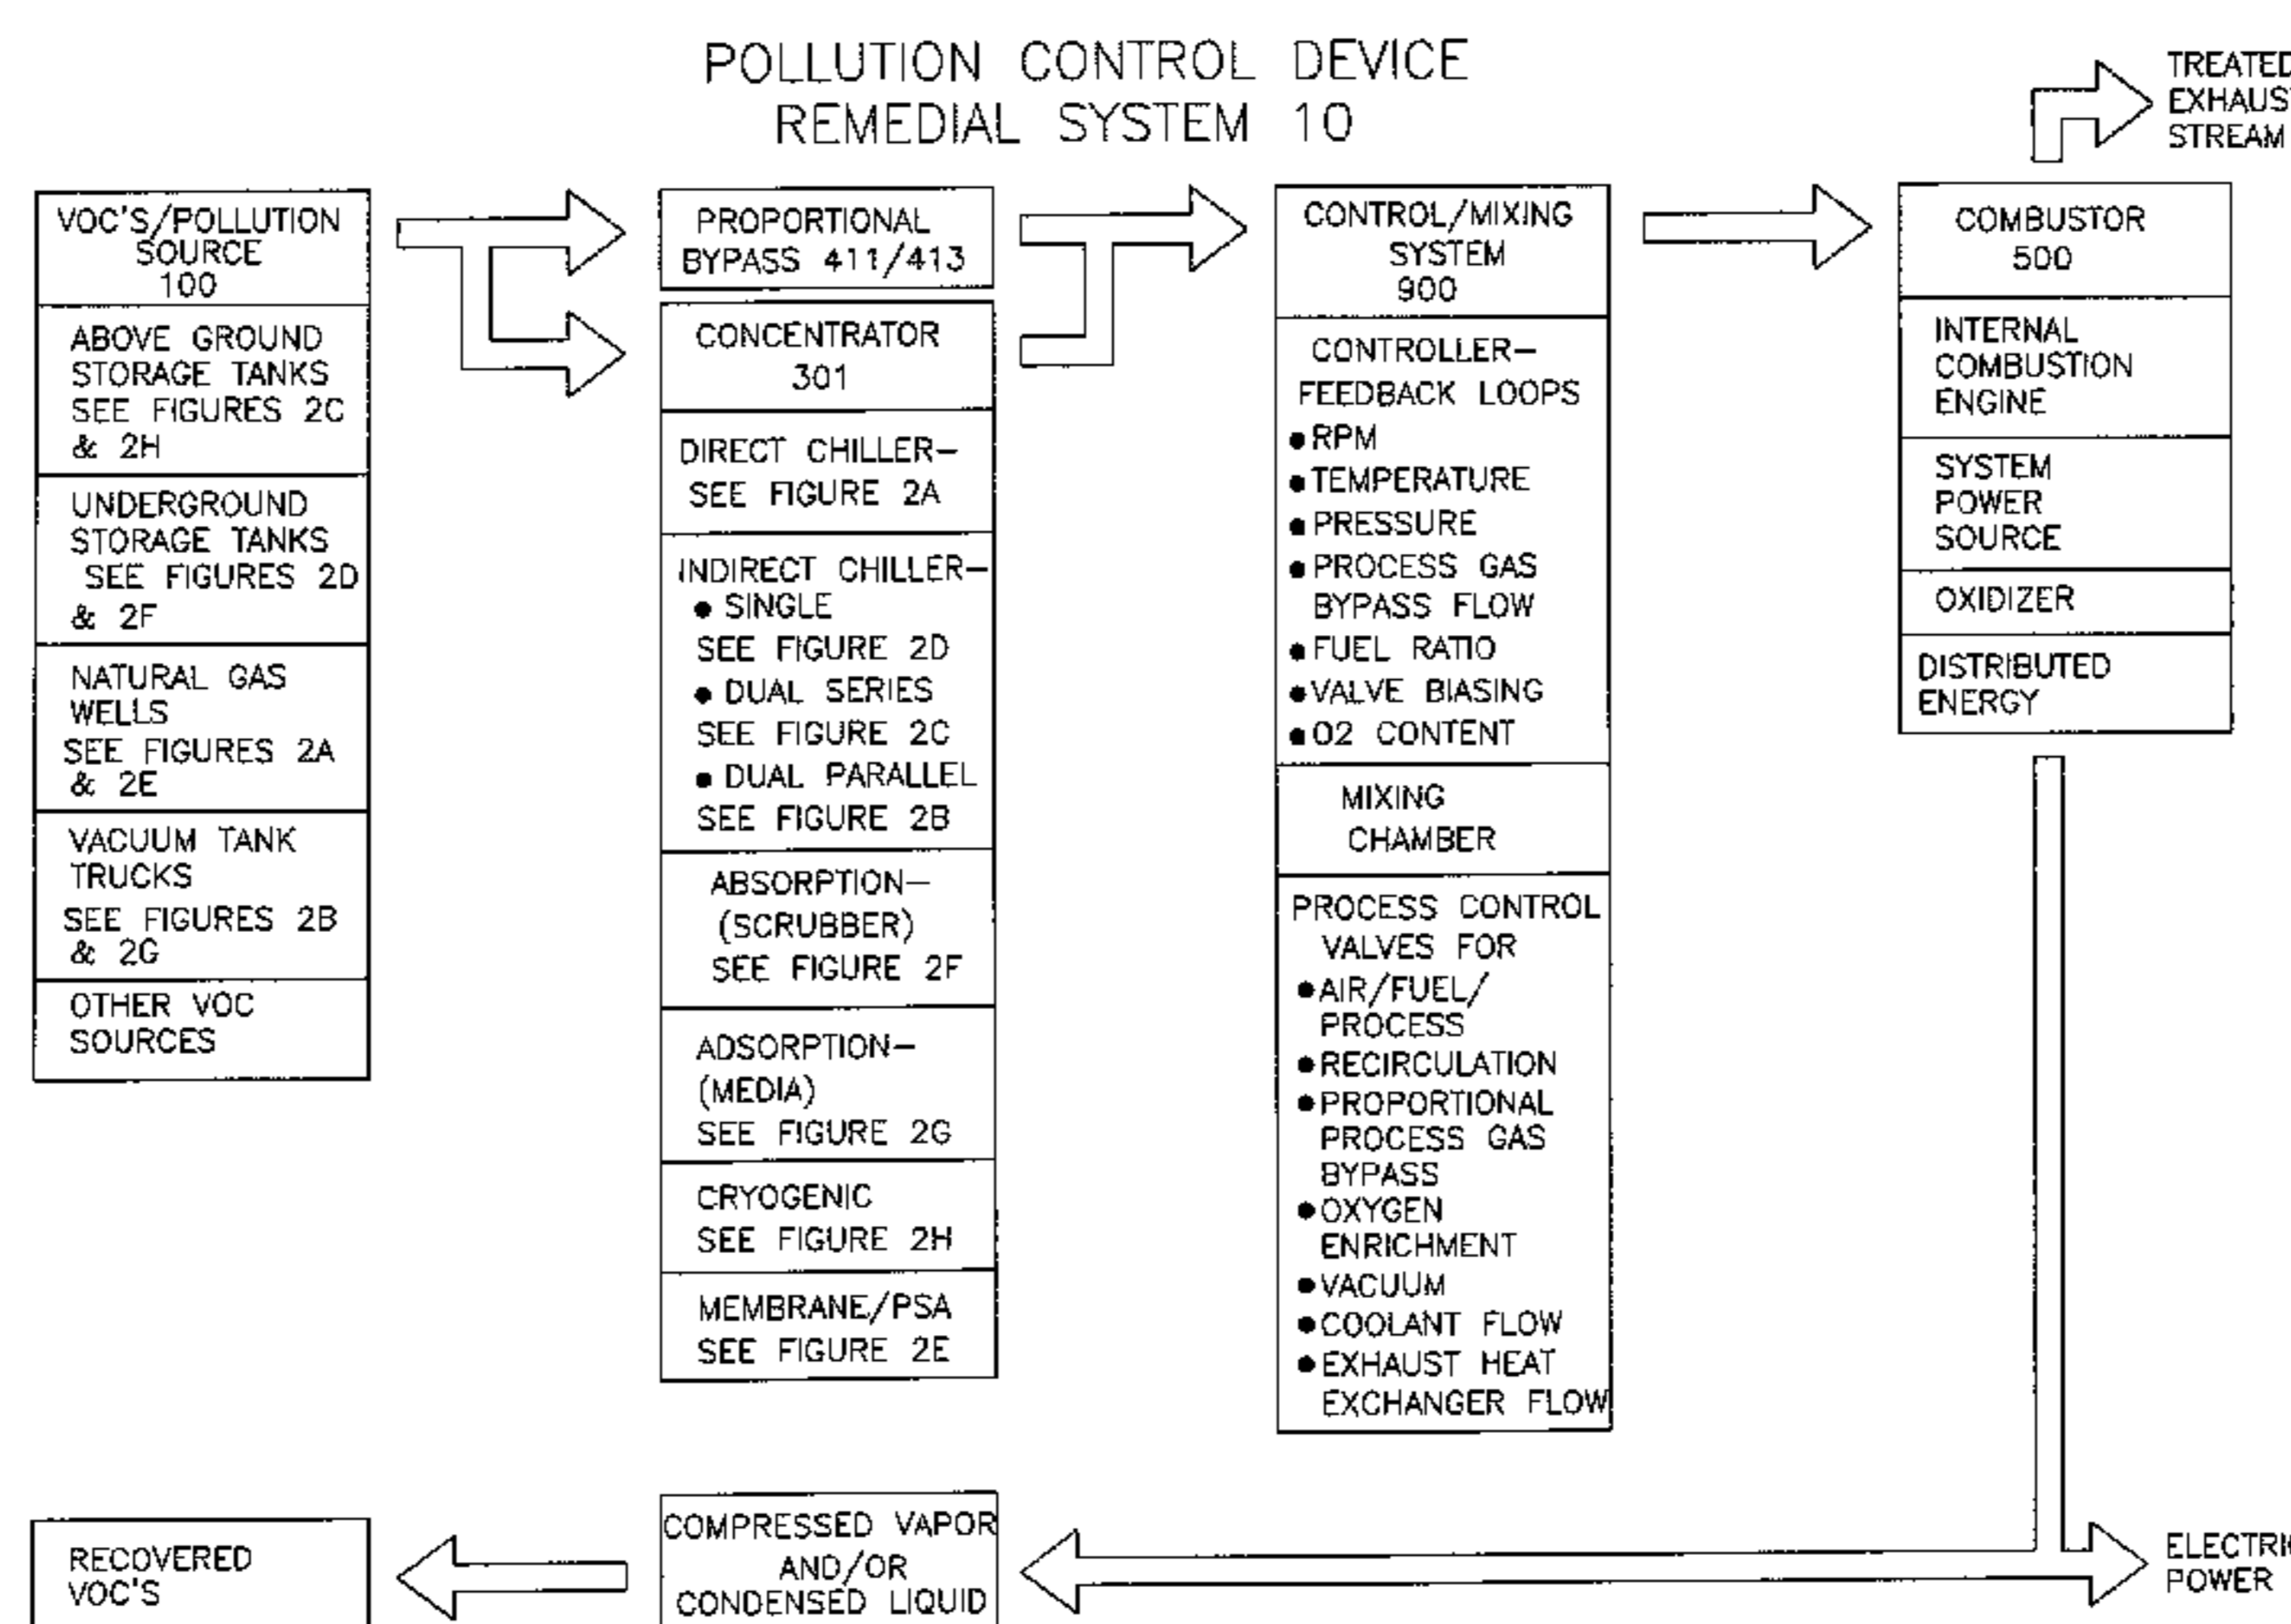 POLLUTION CONTROL DEVICE
REMEDIAL SYSTEM 10
TREATED
EXHAUST
STREAM
VOC'S/POLLUTION
SOURCE
100
ABOVE GROUND
STORAGE TANKS
SEE FIGURES 2C
& 2H
UNDERGROUND
STORAGE TANKS
SEE FIGURES 2D
& 2F
NATURAL GAS
WELLS
SEE FIGURES 2A
& 2E
VACUUM TANK
TRUCKS
SEE FIGURES 2B
& 2G
OTHER VOC
SOURCES
PROPORTIONAL
BYPASS 411/413
CONCENTRATOR
301
DIRECT CHILLER—
SEE FIGURE 2A
INDIRECT CHILLER—
● SINGLE
SEE FIGURE 2D
● DUAL SERIES
SEE FIGURE 2C
● DUAL PARALLEL
SEE FIGURE 2B
ABSORPTION—
(SCRUBBER)
SEE FIGURE 2F
ADSORPTION—
(MEDIA)
SEE FIGURE 2G
CRYOGENIC
SEE FIGURE 2H
MEMBRANE/PSA
SEE FIGURE 2E
CONTROL/MIXING
SYSTEM
900
CONTROLLER—
FEEDBACK LOOPS
● RPM
● TEMPERATURE
● PRESSURE
● PROCESS GAS
BYPASS FLOW
● FUEL RATIO
● VALVE BIASING
● O2 CONTENT
MIXING
CHAMBER
PROCESS CONTROL
VALVES FOR
● AIR/FUEL/
PROCESS
● RECIRCULATION
● PROPORTIONAL
PROCESS GAS
BYPASS
● OXYGEN
ENRICHMENT
● VACUUM
● COOLANT FLOW
● EXHAUST HEAT
EXCHANGER FLOW
COMBUSTOR
500
INTERNAL
COMBUSTION
ENGINE
SYSTEM
POWER
SOURCE
OXIDIZER
DISTRIBUTED
ENERGY
RECOVERED
VOC'S
COMPRESSED VAPOR
AND/OR
CONDENSED LIQUID
ELECTRI
POWER